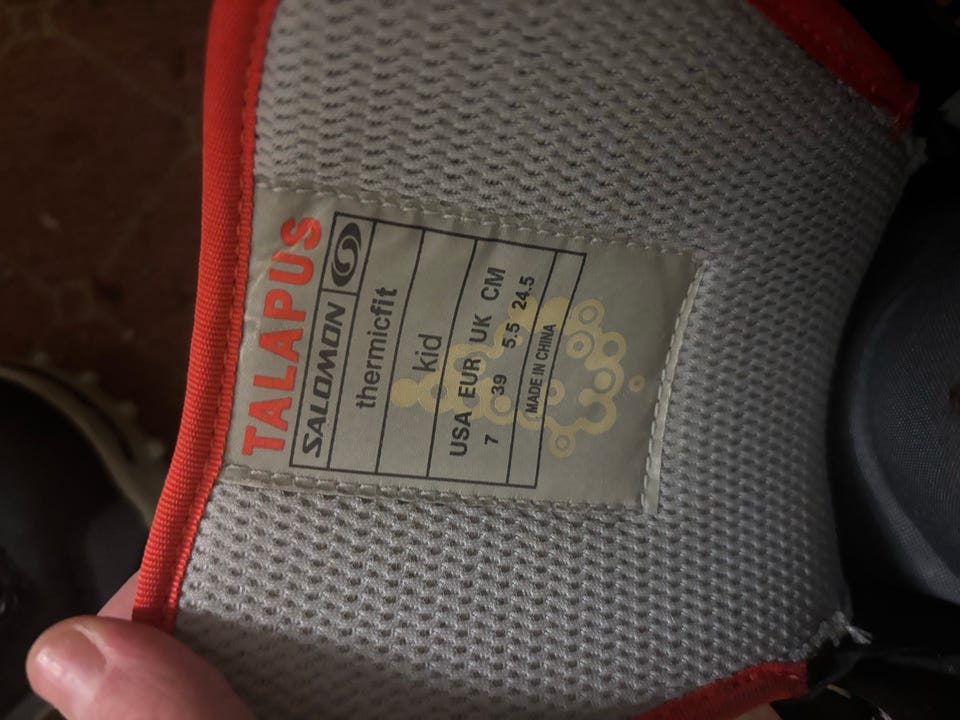 TALAPUS
SALOMON
thermicfit
kid
USA EUR UK CM
7 39 5.5 24.5
MADE IN CHINA